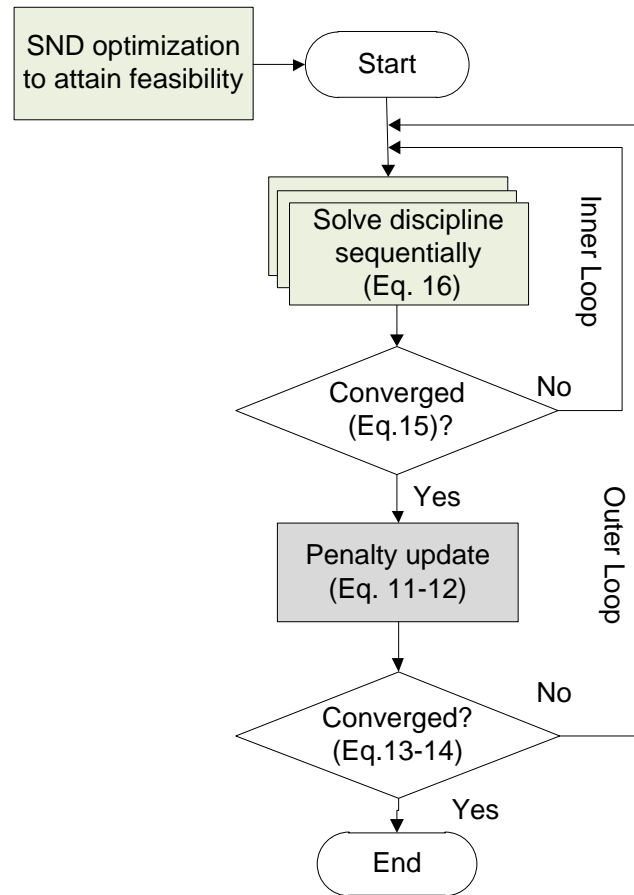 SND optimization
to attain feasibility
Start
Solve discipline
sequentially
(Eq. 16)
Inner Loop
Converged
(Eq.15)?
No
Yes
Outer Loop
Penalty update
(Eq. 11-12)
Converged?
(Eq.13-14)
No
Yes
End